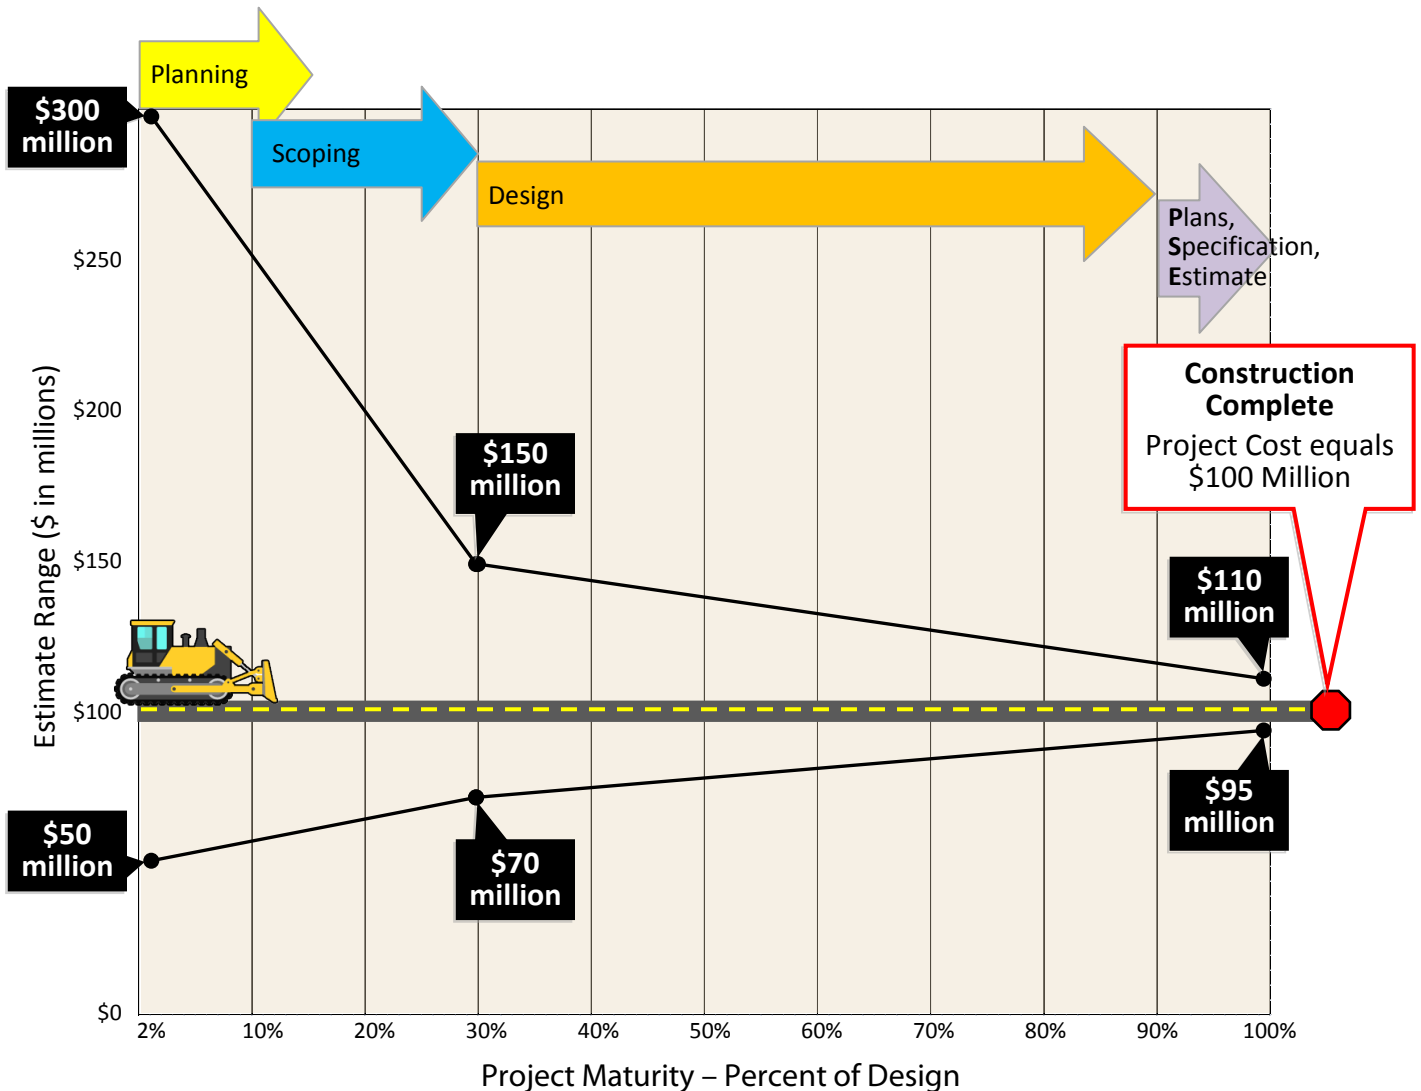 Planning
$300
million
Scoping
Design
Plans,
Specification,
Estimate
$250
Construction
Complete
Project Cost equals
$100 Million
$200
$150
million
$150
$110
million
Estimate Range ($ in millions)
$100
$95
million
$50
million
$70
million
$0
2% 10% 20% 30% 40% 50% 60% 70% 80% 90% 100%
Project Maturity – Percent of Design